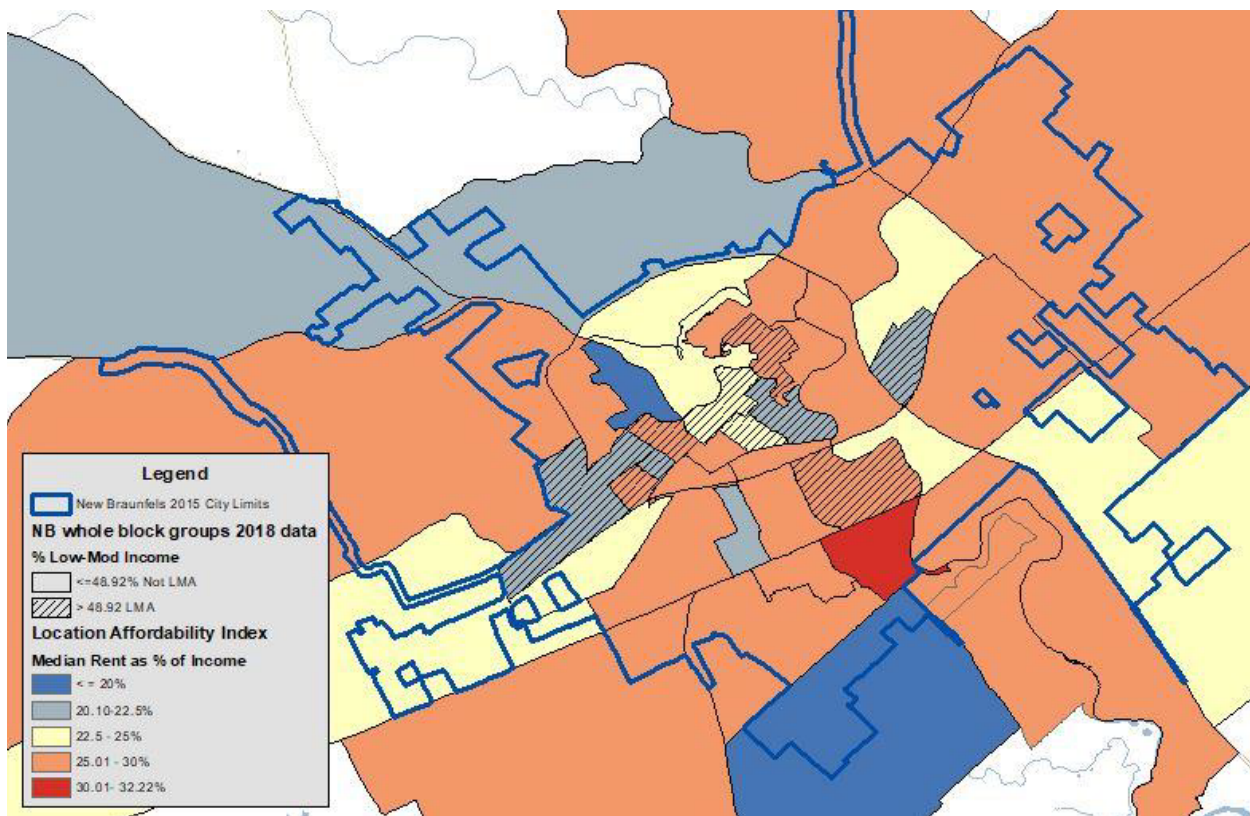 Legend
New Braunfels 2015 City Limits
NB whole block groups 2018 data
% Low-Mod Income
<=48.92% Not LMA
> 48.92 LMA
Location Affordability Index
Median Rent as % of Income
< = 20%
20.10-22.5%
22.5 - 25%
25.01 - 30%
30.01- 32.22%